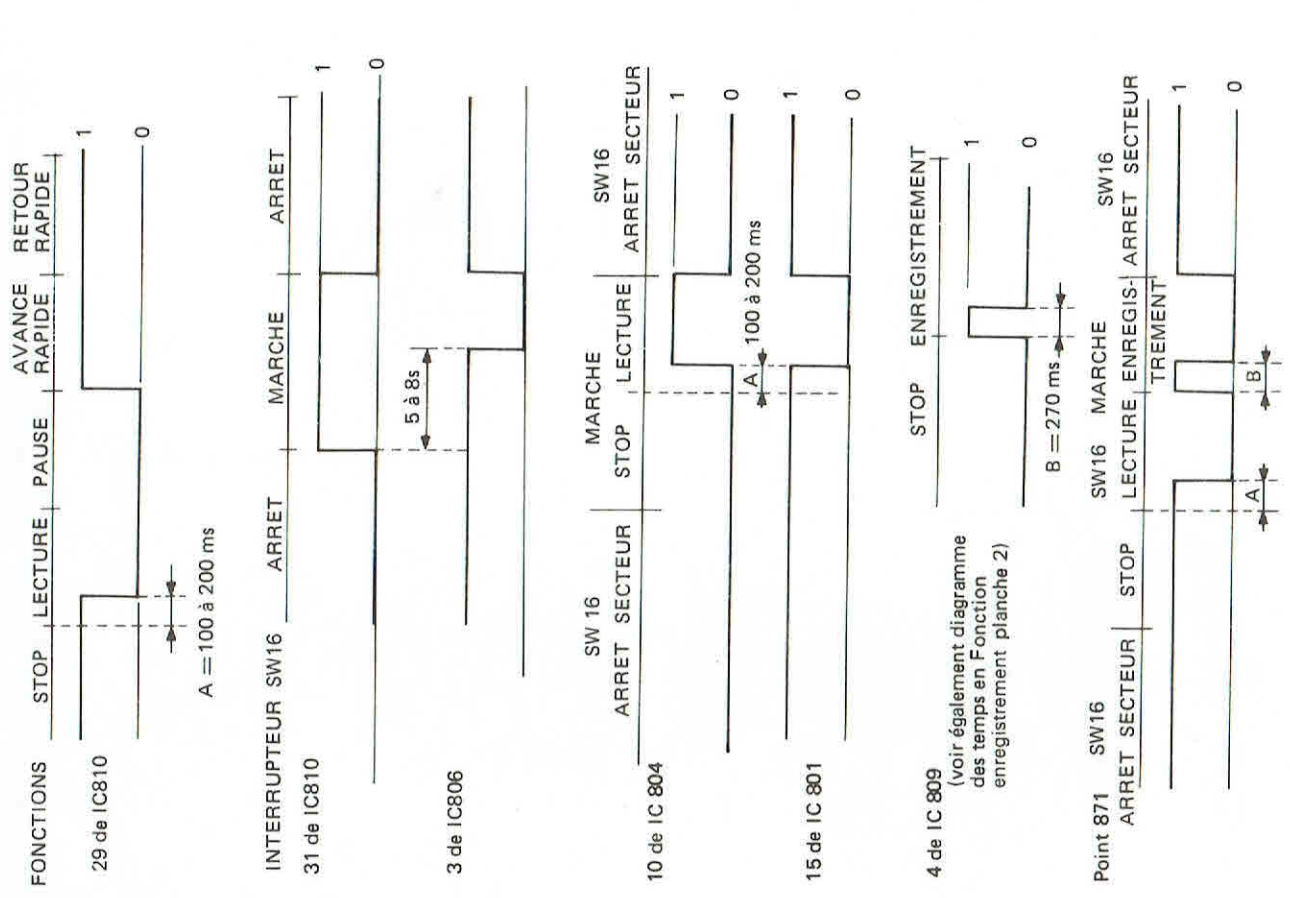 FONCTIONS
STOP LECTURE PAUSE AVANCE RAPIDE RETOUR RAPIDE
29 de IC810
1
0
A = 100 à 200 ms
INTERRUPTEUR SW16 ARRET MARCHE ARRET
31 de IC810
1
0
5 à 8s
3 de IC806
SW 16 MARCHE SW16
ARRET SECTEUR STOP LECTURE ARRET SECTEUR
10 de IC 804
1
0
A 100 à 200 ms
15 de IC 801
1
0
STOP ENREGISTREMENT
4 de IC 809
1
0
(voir également diagramme
des temps en Fonction
enregistrement planche 2)
B = 270 ms
Point 871 SW16 SW16 MARCHE SW16
ARRET SECTEUR STOP LECTURE ENREGIS- ARRET SECTEUR
TREMENT
1
0
A B